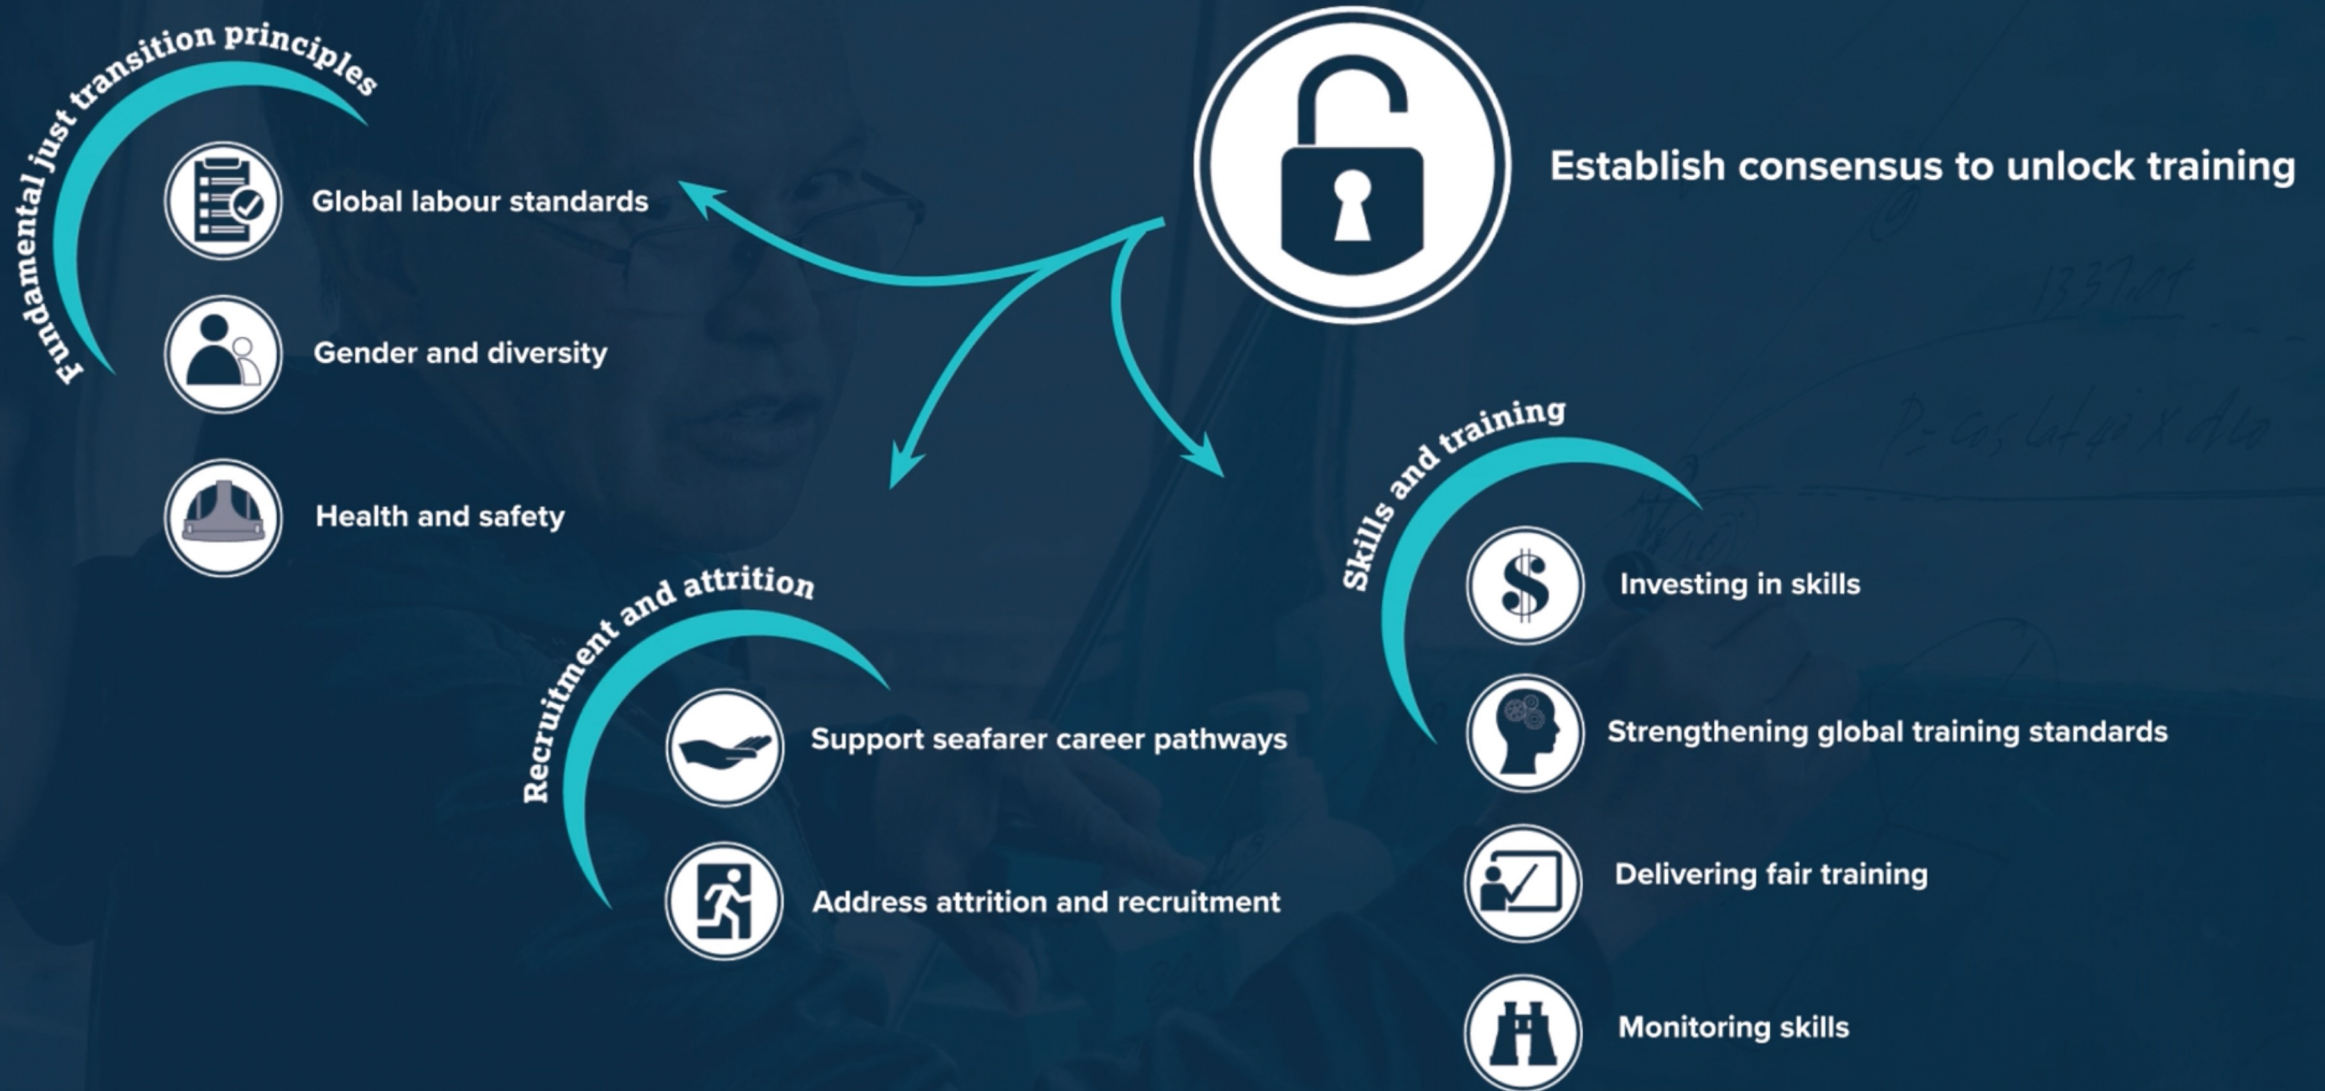 Fundamental just transition principles
Global labour standards
Gender and diversity
Health and safety
Establish consensus to unlock training
Recruitment and attrition
Support seafarer career pathways
Address attrition and recruitment
Skills and training
Investing in skills
Strengthening global training standards
Delivering fair training
Monitoring skills